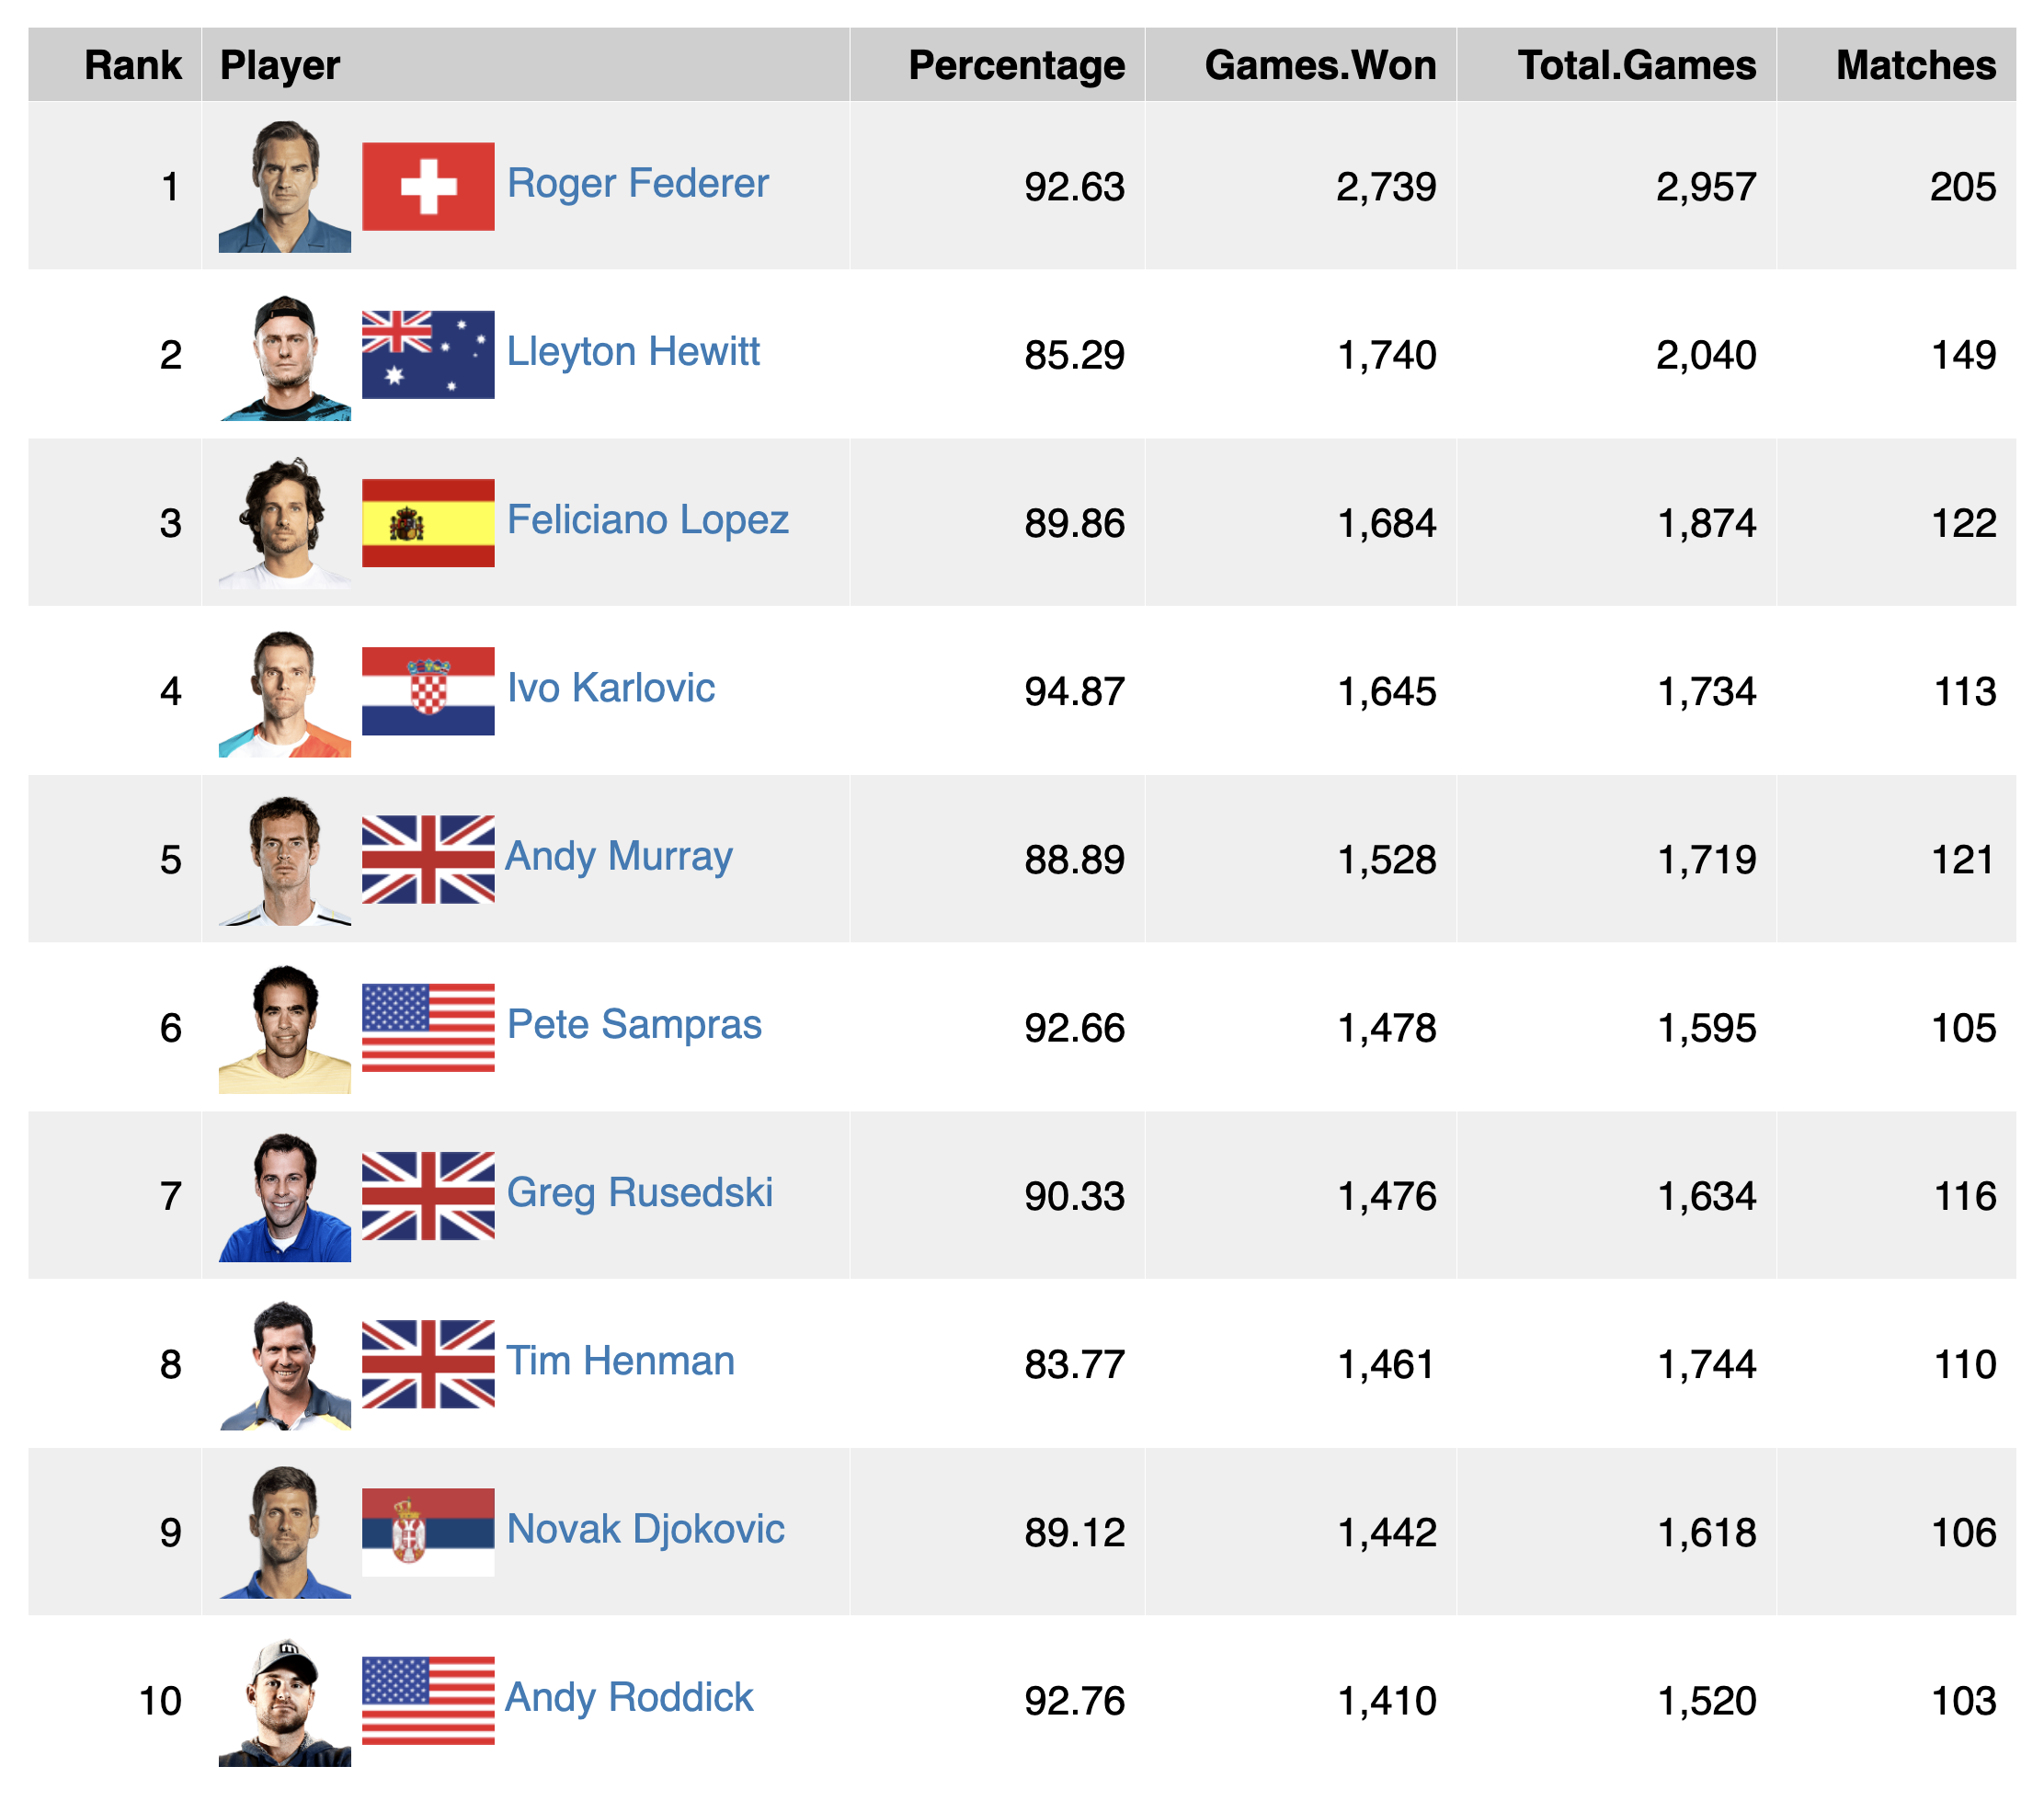 Rank Player Percentage Games.Won Total.Games Matches
1 Roger Federer 92.63 2,739 2,957 205
2 Lleyton Hewitt 85.29 1,740 2,040 149
3 Feliciano Lopez 89.86 1,684 1,874 122
4 Ivo Karlovic 94.87 1,645 1,734 113
5 Andy Murray 88.89 1,528 1,719 121
6 Pete Sampras 92.66 1,478 1,595 105
7 Greg Rusedski 90.33 1,476 1,634 116
8 Tim Henman 83.77 1,461 1,744 110
9 Novak Djokovic 89.12 1,442 1,618 106
10 Andy Roddick 92.76 1,410 1,520 103